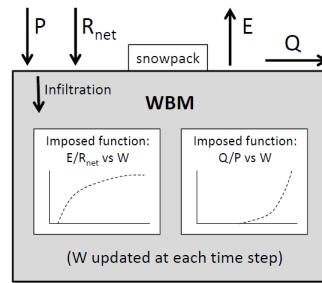 P
R_net
E
Q
snowpack
Infiltration
WBM
Imposed function:
E/R_net vs W
Imposed function:
Q/P vs W
(W updated at each time step)